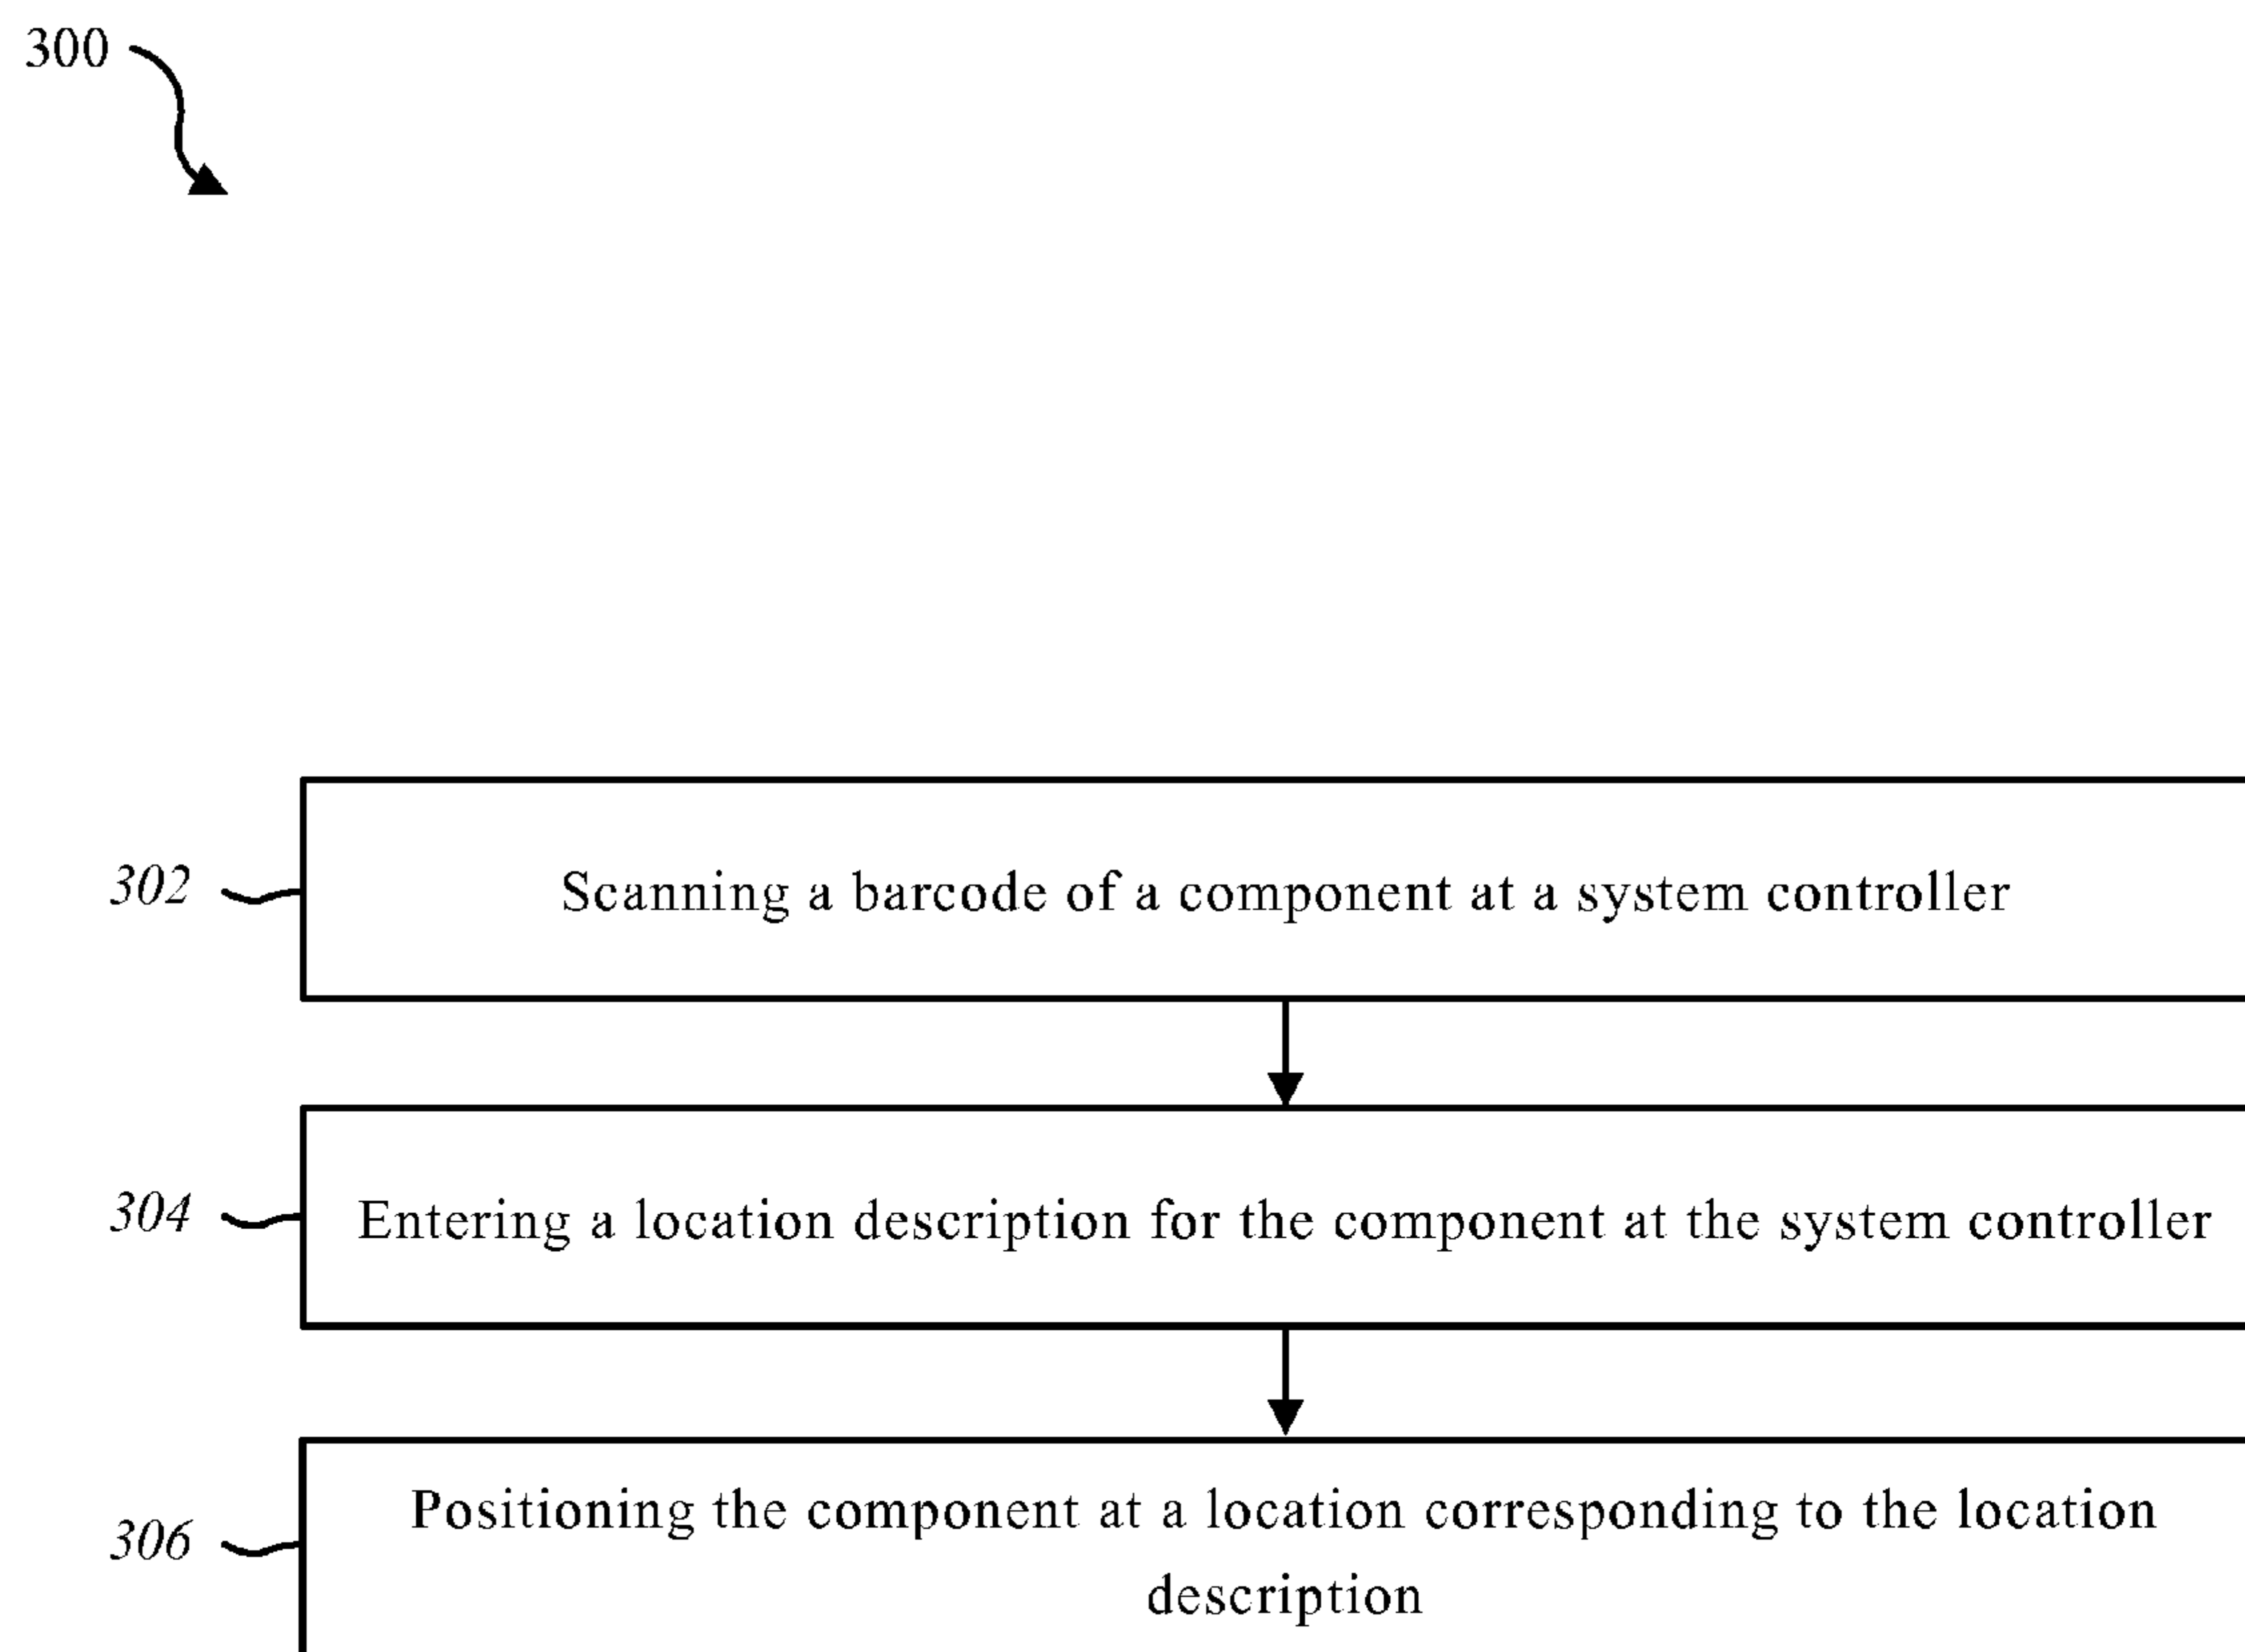 300
302
Scanning a barcode of a component at a system controller
304
Entering a location description for the component at the system controller
306
Positioning the component at a location corresponding to the location
description